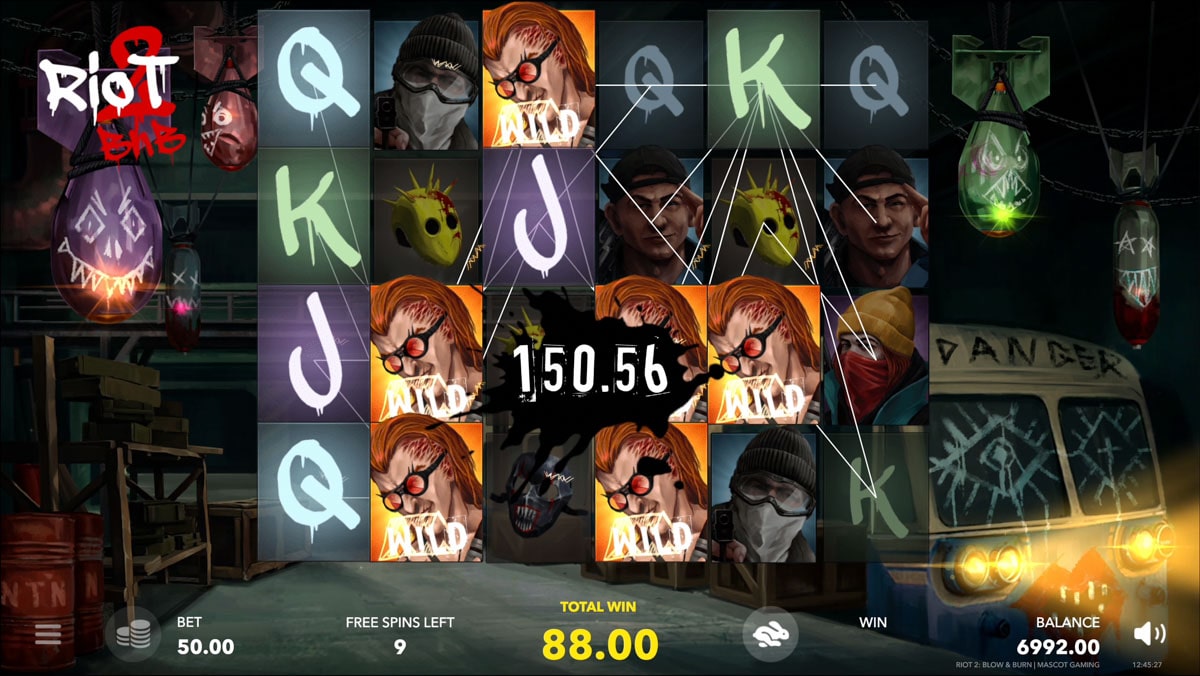 RioT
2
BnB
Q
WILD
Q
K
Q
K
J
J
WILD
150.56
WILD
DANGER
Q
WILD
WILD
K
NTN
BET
50.00
FREE SPINS LEFT
9
TOTAL WIN
88.00
WIN
BALANCE
6992.00
RIOT 2: BLOW & BURN | MASCOT GAMING
12:45:27